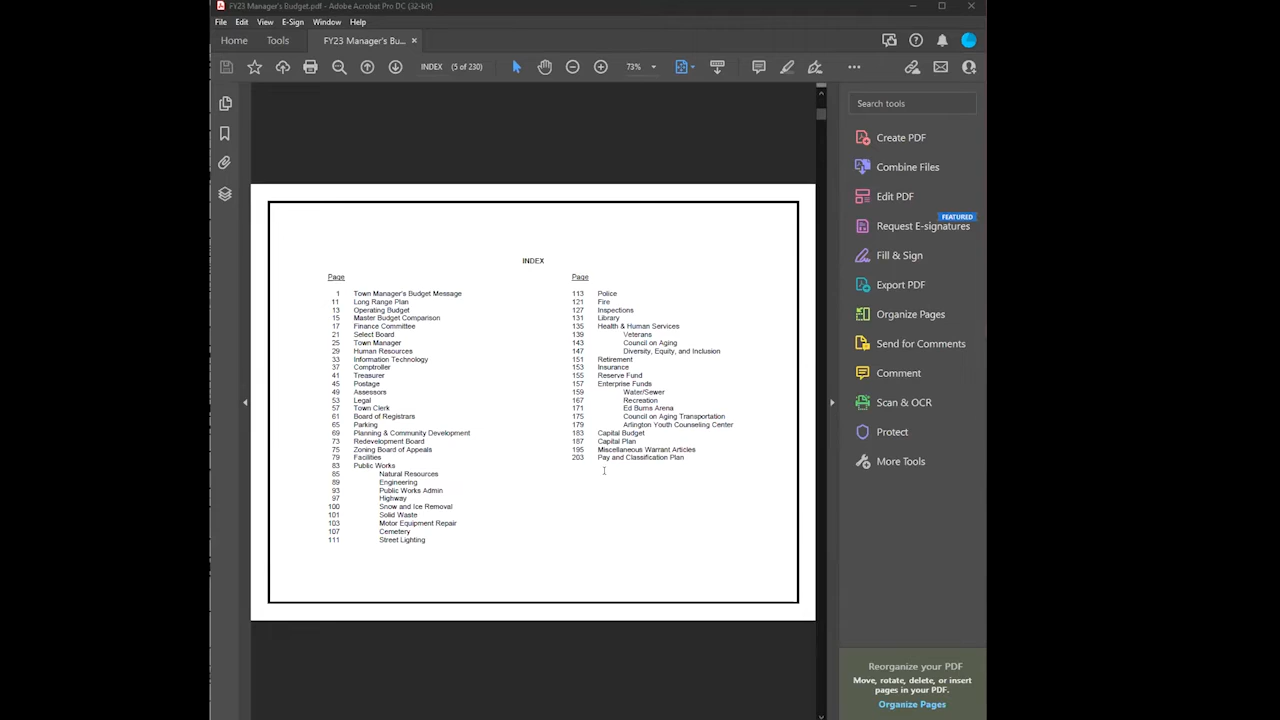 FY23 Manager's Budget.pdf - Adobe Acrobat Pro DC (32-bit)
File Edit View E-Sign Window Help
Home Tools FY23 Manager's Bu... ×
INDEX (5 of 230) 73%
INDEX
Page
1 Town Manager's Budget Message
11 Long Range Plan
13 Operating Budget
15 Master Budget Comparison
17 Finance Committee
21 Select Board
25 Town Manager
29 Human Resources
33 Information Technology
37 Comptroller
41 Treasurer
45 Postage
49 Assessors
53 Legal
57 Town Clerk
61 Board of Registrars
65 Parking
69 Planning & Community Development
73 Redevelopment Board
75 Zoning Board of Appeals
79 Facilities
83 Public Works
85 Natural Resources
89 Engineering
93 Public Works Admin
97 Highway
100 Snow and Ice Removal
101 Solid Waste
103 Motor Equipment Repair
107 Cemetery
111 Street Lighting
Page
113 Police
121 Fire
127 Inspections
131 Library
135 Health & Human Services
139 Veterans
143 Council on Aging
147 Diversity, Equity, and Inclusion
151 Retirement
153 Insurance
155 Reserve Fund
157 Enterprise Funds
159 Water/Sewer
167 Recreation
171 Ed Burns Arena
175 Council on Aging Transportation
179 Arlington Youth Counseling Center
183 Capital Budget
187 Capital Plan
195 Miscellaneous Warrant Articles
203 Pay and Classification Plan
Search tools
Create PDF
Combine Files
Edit PDF
FEATURED
Request E-signatures
Fill & Sign
Export PDF
Organize Pages
Send for Comments
Comment
Scan & OCR
Protect
More Tools
Reorganize your PDF
Move, rotate, delete, or insert
pages in your PDF.
Organize Pages